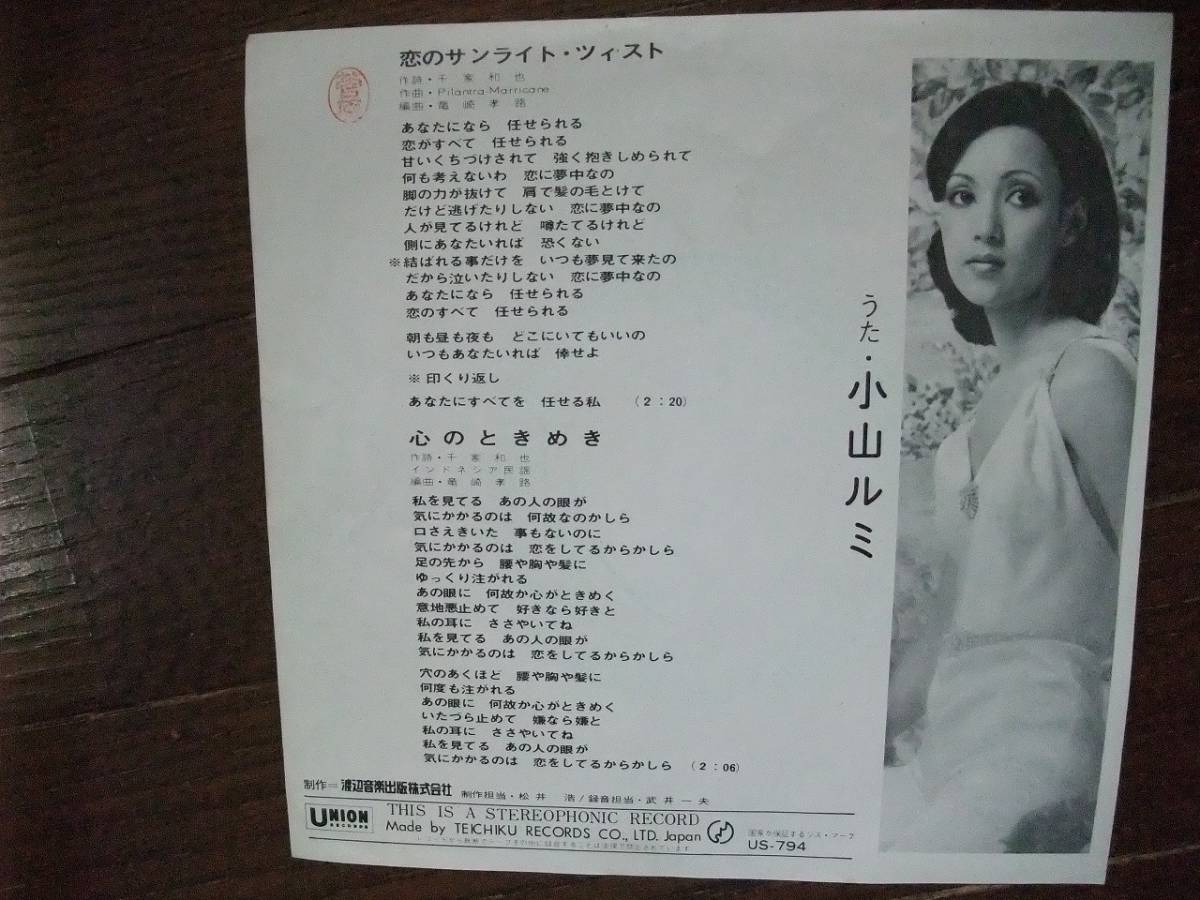 恋のサンライト・ツィスト
作詩・千家和也
作曲・Pilantra-Marricane
編曲・竜崎孝路
あなたになら 任せられる
恋がすべて 任せられる
甘いくちづけされて 強く抱きしめられて
何も考えないわ 恋に夢中なの
脚の力が抜けて 肩で髪の毛とけて
だけど逃げたりしない 恋に夢中なの
人が見てるけれど 噂たてるけれど
側にあなたいれば 恐くない
※結ばれる事だけを いつも夢見て来たの
だから泣いたりしない 恋に夢中なの
あなたになら 任せられる
恋のすべて 任せられる
朝も昼も夜も どこにいてもいいの
いつもあなたいれば 倖せよ
※印くり返し
あなたにすべてを 任せる私 (2:20)
心のときめき
作詩・千家和也
インドネシア民謡
編曲・竜崎孝路
私を見てる あの人の眼が
気にかかるのは 何故なのかしら
口さえきいた 事もないのに
気にかかるのは 恋をしてるからかしら
足の先から 腰や胸や髪に
ゆっくり注がれる
あの眼に 何故か心がときめく
意地悪止めて 好きなら好きと
私の耳に ささやいてね
私を見てる あの人の眼が
気にかかるのは 恋をしてるからかしら
穴のあくほど 腰や胸や髪に
何度も注がれる
あの眼に 何故か心がときめく
いたづら止めて 嫌なら嫌と
私の耳に ささやいてね
私を見てる あの人の眼が
気にかかるのは 恋をしてるからかしら (2:06)
うた・小山ルミ
制作=渡辺音楽出版株式会社 制作担当・松井 浩/録音担当・武井一夫
UNION RECORDS
THIS IS A STEREOPHONIC RECORD
Made by TEICHIKU RECORDS CO., LTD. Japan
US-794